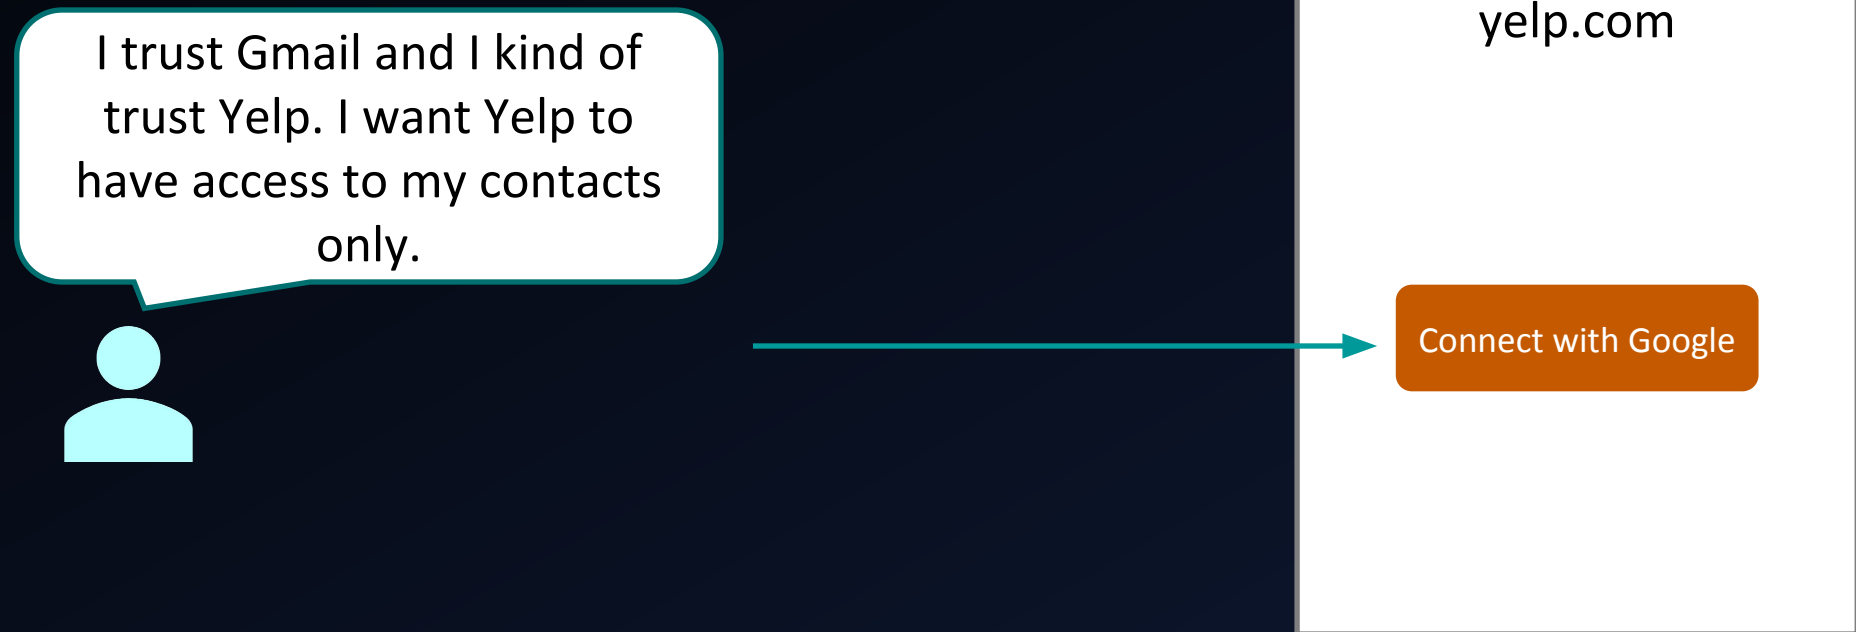 I trust Gmail and I kind of
trust Yelp. I want Yelp to
have access to my contacts
only.
yelp.com
Connect with Google